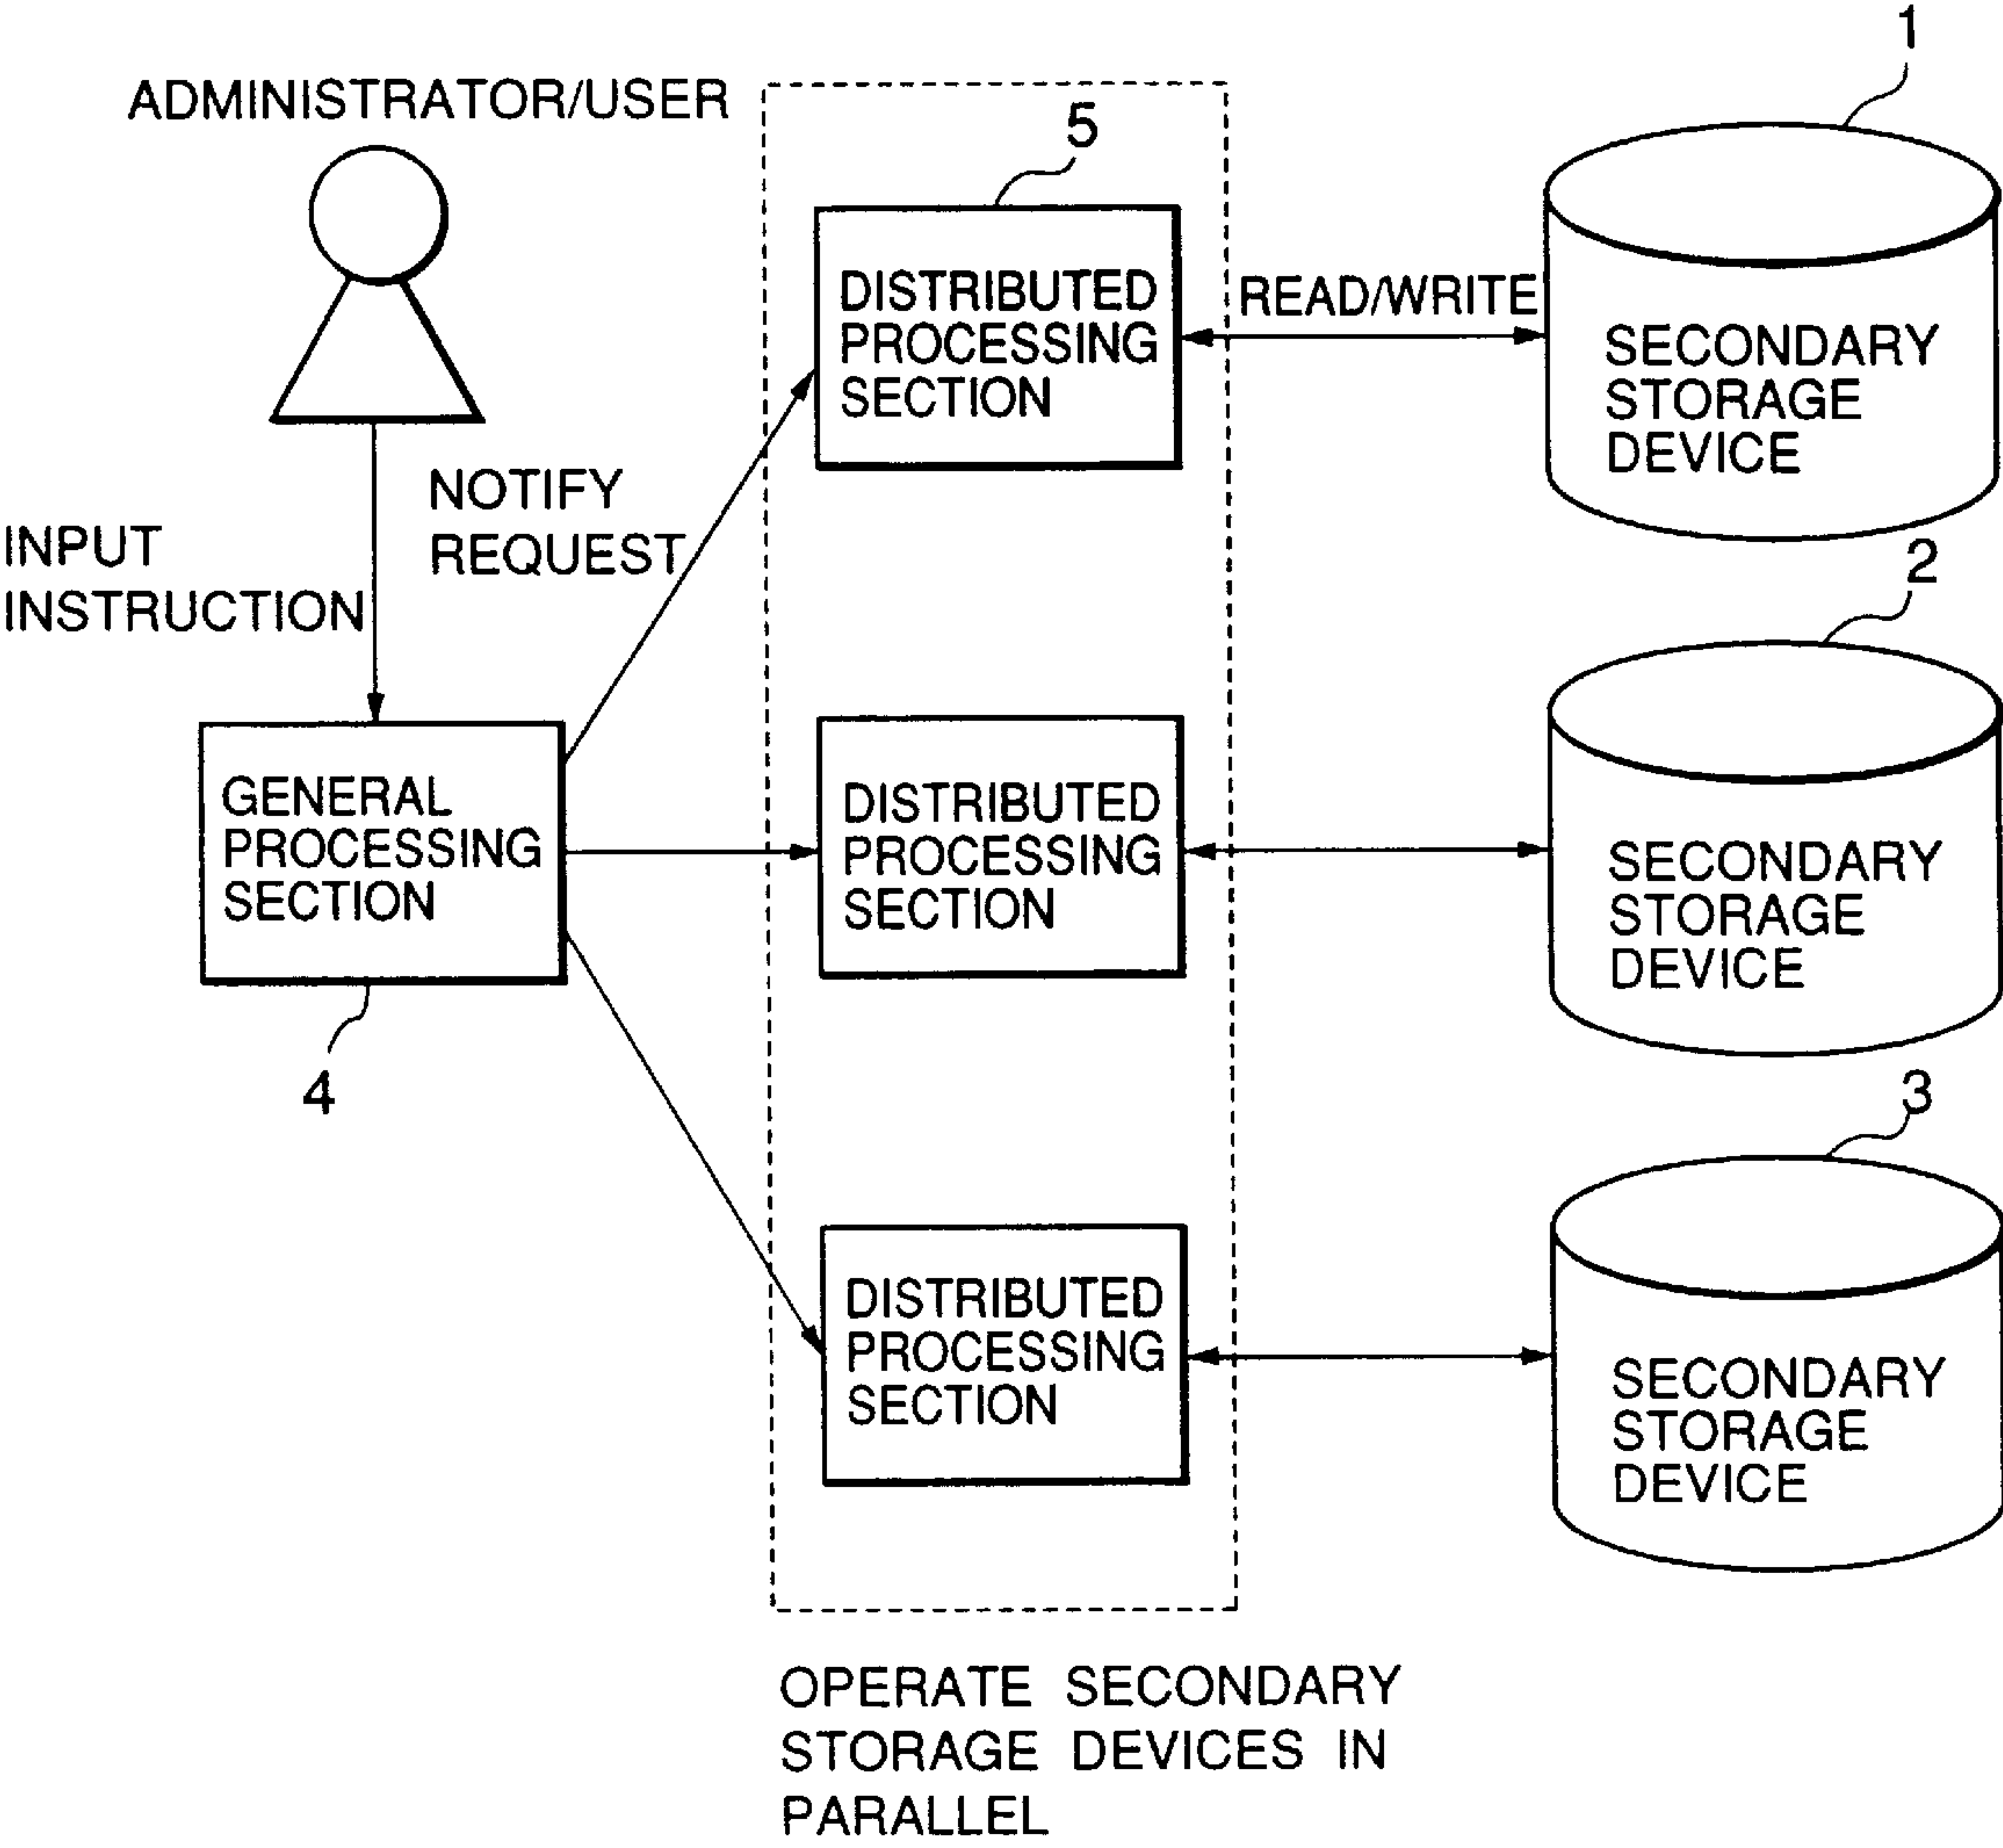 1
ADMINISTRATOR/USER
5
DISTRIBUTED
PROCESSING
SECTION
READ/WRITE
SECONDARY
STORAGE
DEVICE
NOTIFY
REQUEST
INPUT
INSTRUCTION
2
GENERAL
PROCESSING
SECTION
DISTRIBUTED
PROCESSING
SECTION
SECONDARY
STORAGE
DEVICE
4
3
DISTRIBUTED
PROCESSING
SECTION
SECONDARY
STORAGE
DEVICE
OPERATE SECONDARY
STORAGE DEVICES IN
PARALLEL